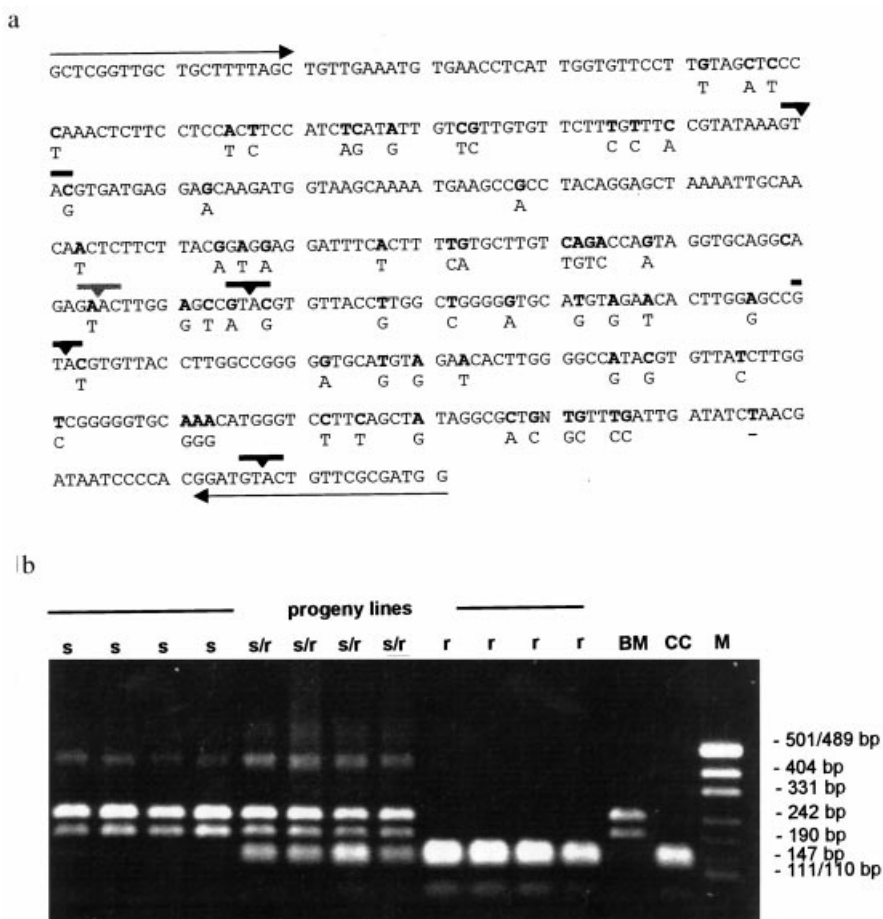 a
GCTCGGTTGC TGCTTTTAGC TGTTGAAATG TGAACCTCAT TGGTGTTCCT TGTAGCTCCC
T A T
CAAACTCTTCC CTCCACTTCC ATCTCATATT GTCGTTGTGT TCTTTGTTTC CGTATAAAGT
T T C AG G TC C C A
ACGTGATGAG GAGCAAGATG GTAAGCAAAA TGAAGCCGCC TACAGGAGCT AAAATTGCAA
G A A
CAACTCTTCT TACGGAGGAG GATTTCACTT TTGTGCTTGT CAGACCAGTA GGTGCAGGCA
T A T A T CA TGTC A
GAGAACTTGG AGCCGTACGT GTTACCTTGG CTGGGGGTGC ATGTAGAACA CTTGGAGCCG
T G T A G G C A G G T G
TACGTGTTAC CTTGGCCGGG GGTGCATGTA GAACACTTGG GGCCATACGT GTTATCTTGG
T A G G T G G C
TCGGGGGTGC AAACATGGGT CCTTCAGCTA TAGGCGCTGN TGTTTGATTG ATATCTAACG
C GGG T T G A C GC CC –
ATAATCCCCA CGGATGTACT GTTCGCGATG G
b
progeny lines
s s s s s/r s/r s/r s/r r r r r BM CC M
- 501/489 bp
- 404 bp
- 331 bp
- 242 bp
- 190 bp
- 147 bp
- 111/110 bp